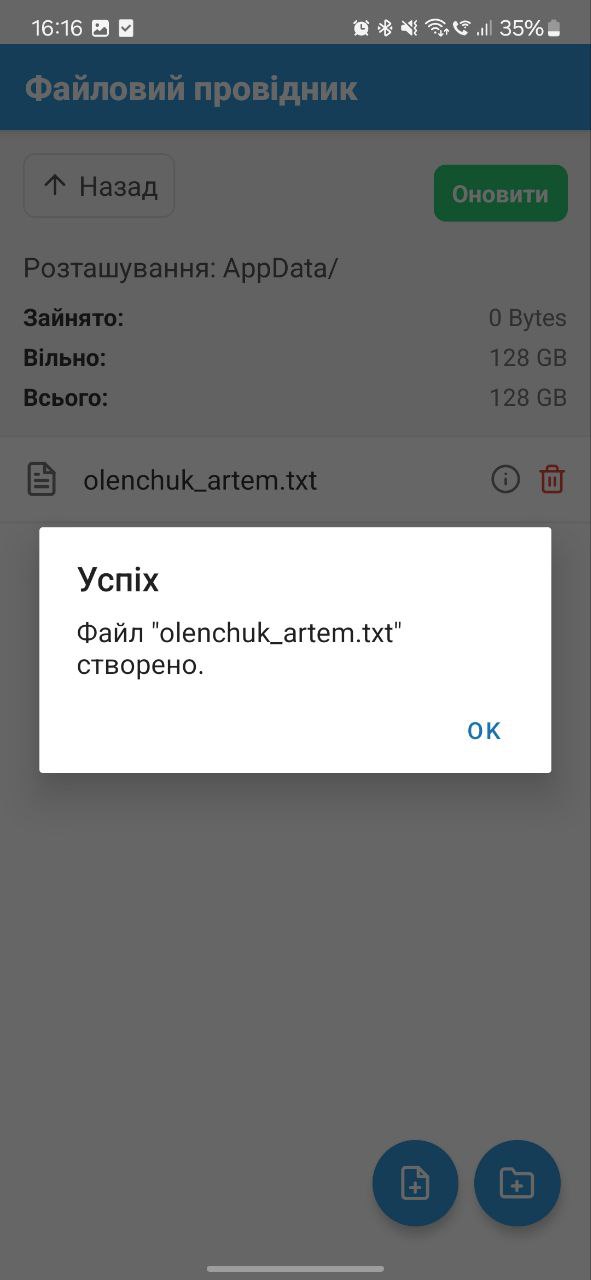 16:16 35%
Файловий провідник
Назад
Оновити
Розташування: AppData/
Зайнято: 0 Bytes
Вільно: 128 GB
Всього: 128 GB
olenchuk_artem.txt
Успіх
Файл "olenchuk_artem.txt"
створено.
OK